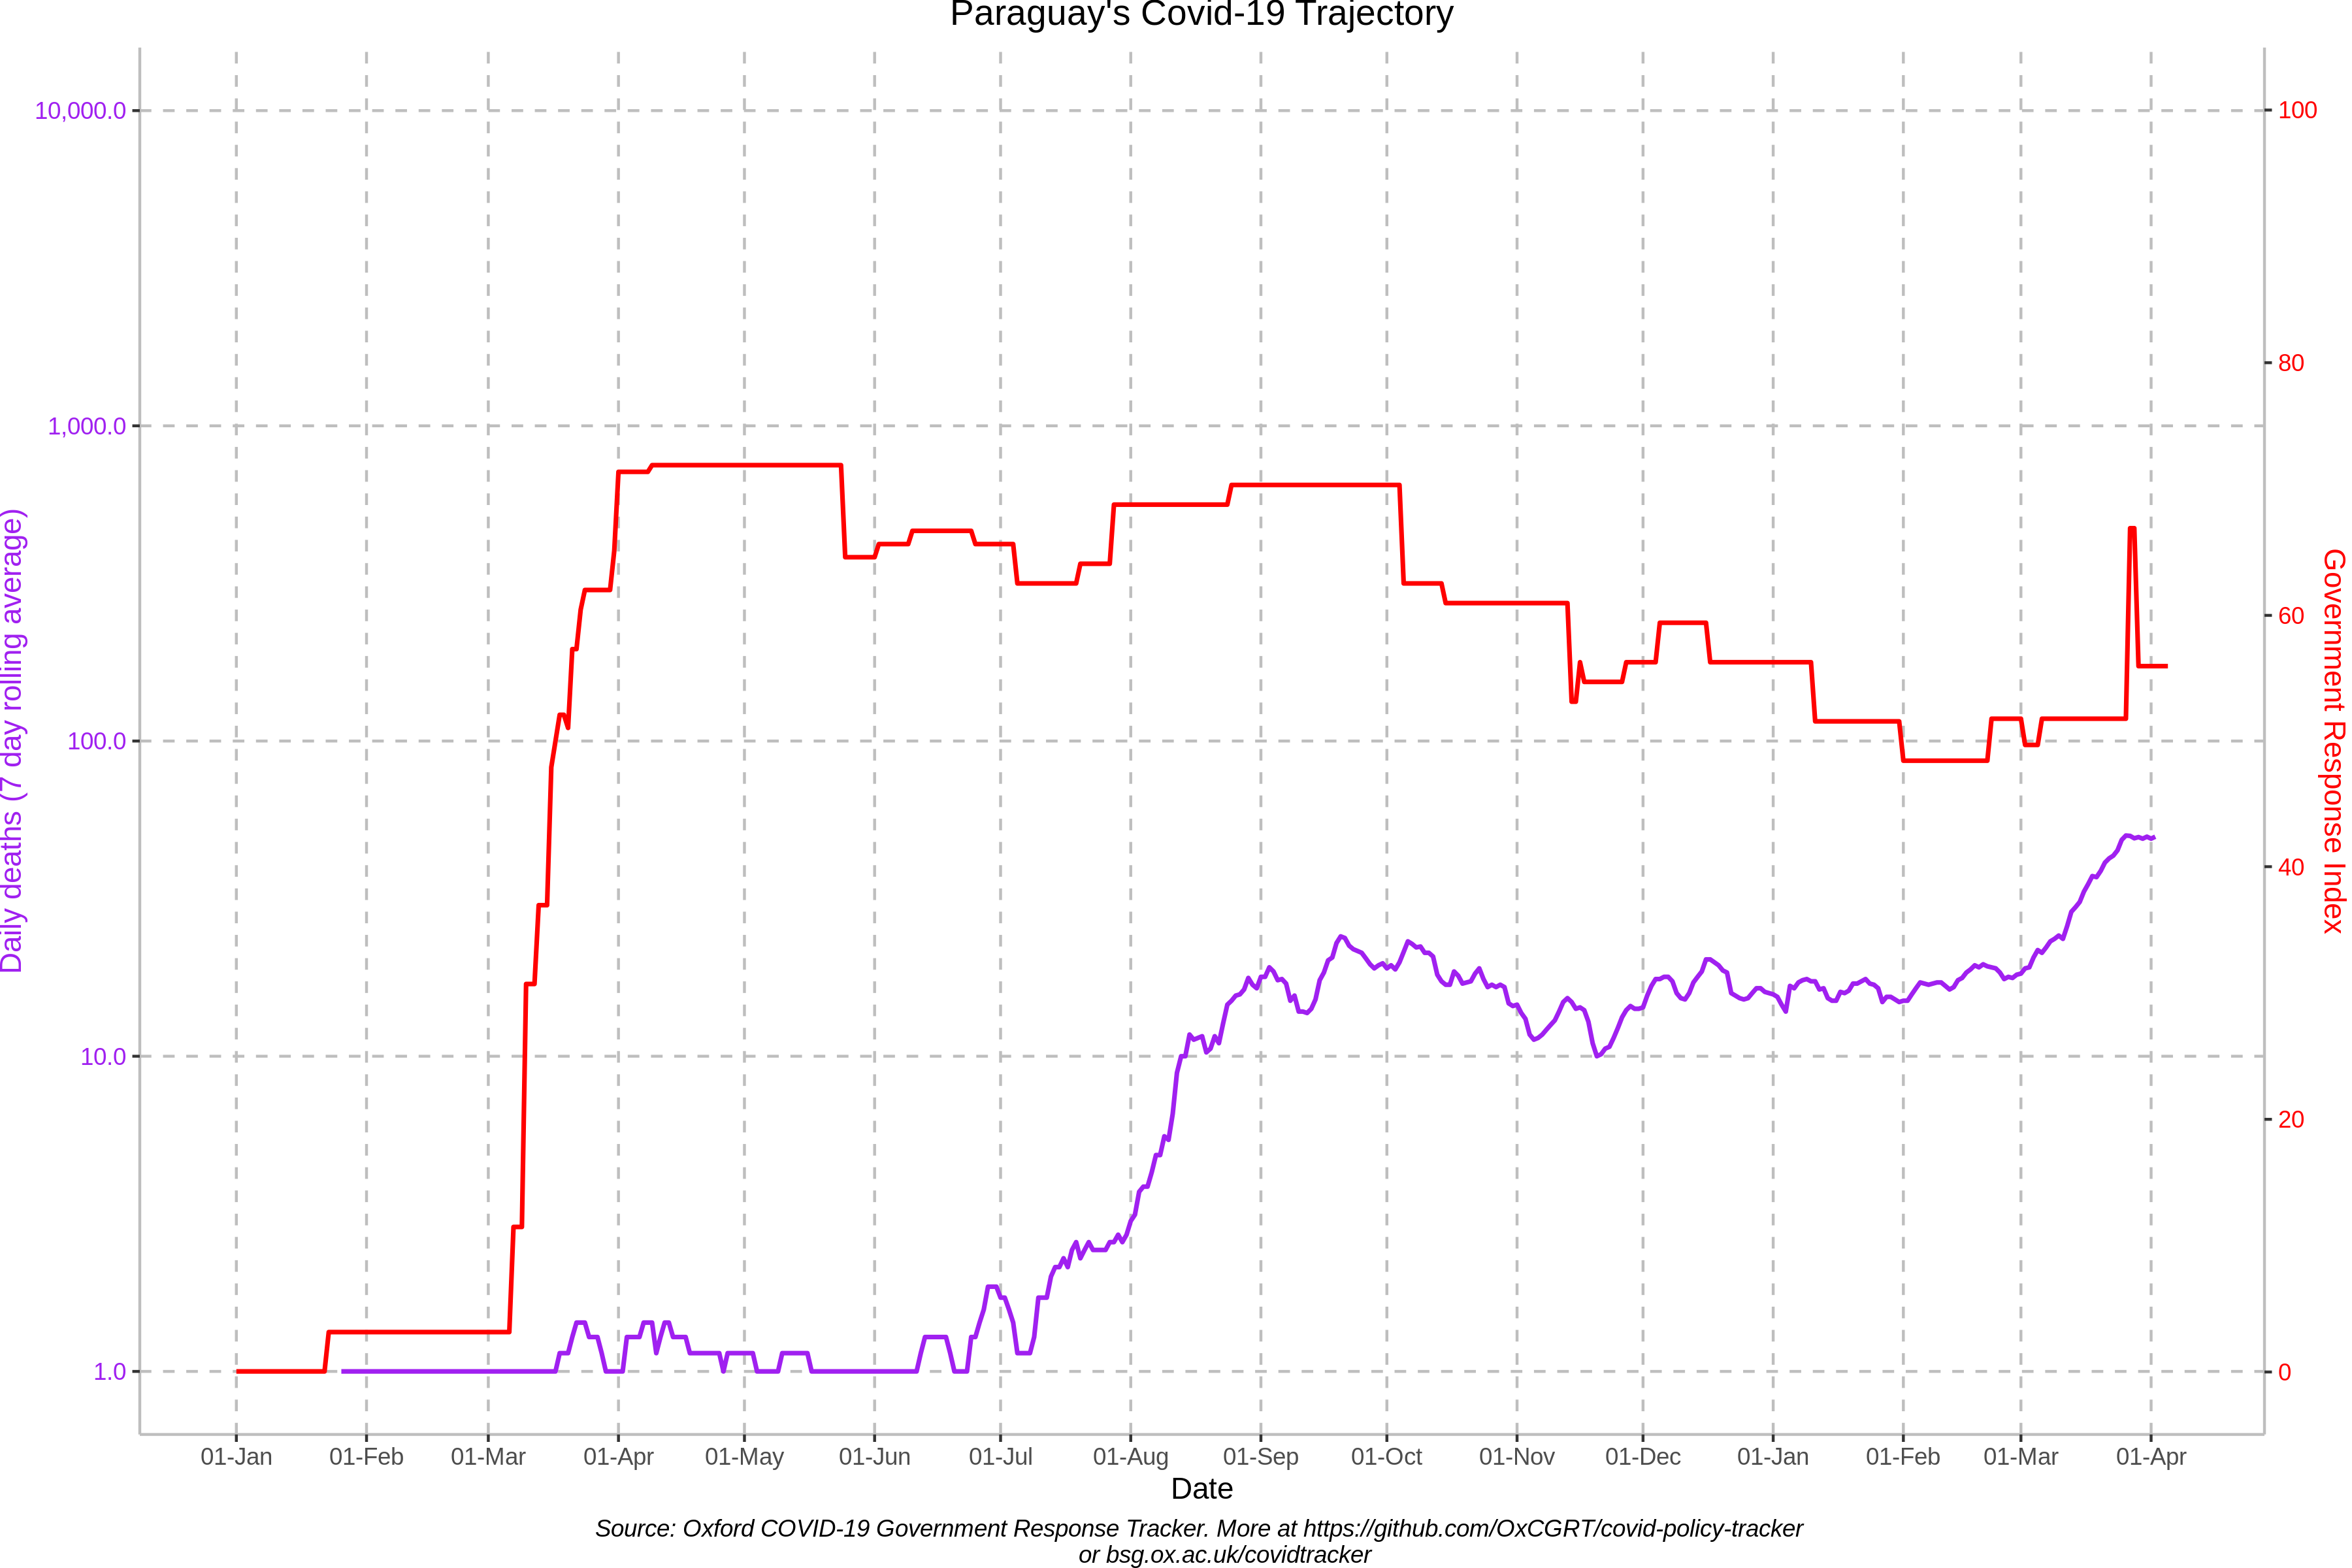 Paraguay's Covid-19 Trajectory
10,000.0
1,000.0
100.0
10.0
1.0
Daily deaths (7 day rolling average)
100
80
60
40
20
0
Government Response Index
01-Jan 01-Feb 01-Mar 01-Apr 01-May 01-Jun 01-Jul 01-Aug 01-Sep 01-Oct 01-Nov 01-Dec 01-Jan 01-Feb 01-Mar 01-Apr
Date
Source: Oxford COVID-19 Government Response Tracker. More at https://github.com/OxCGRT/covid-policy-tracker
or bsg.ox.ac.uk/covidtracker